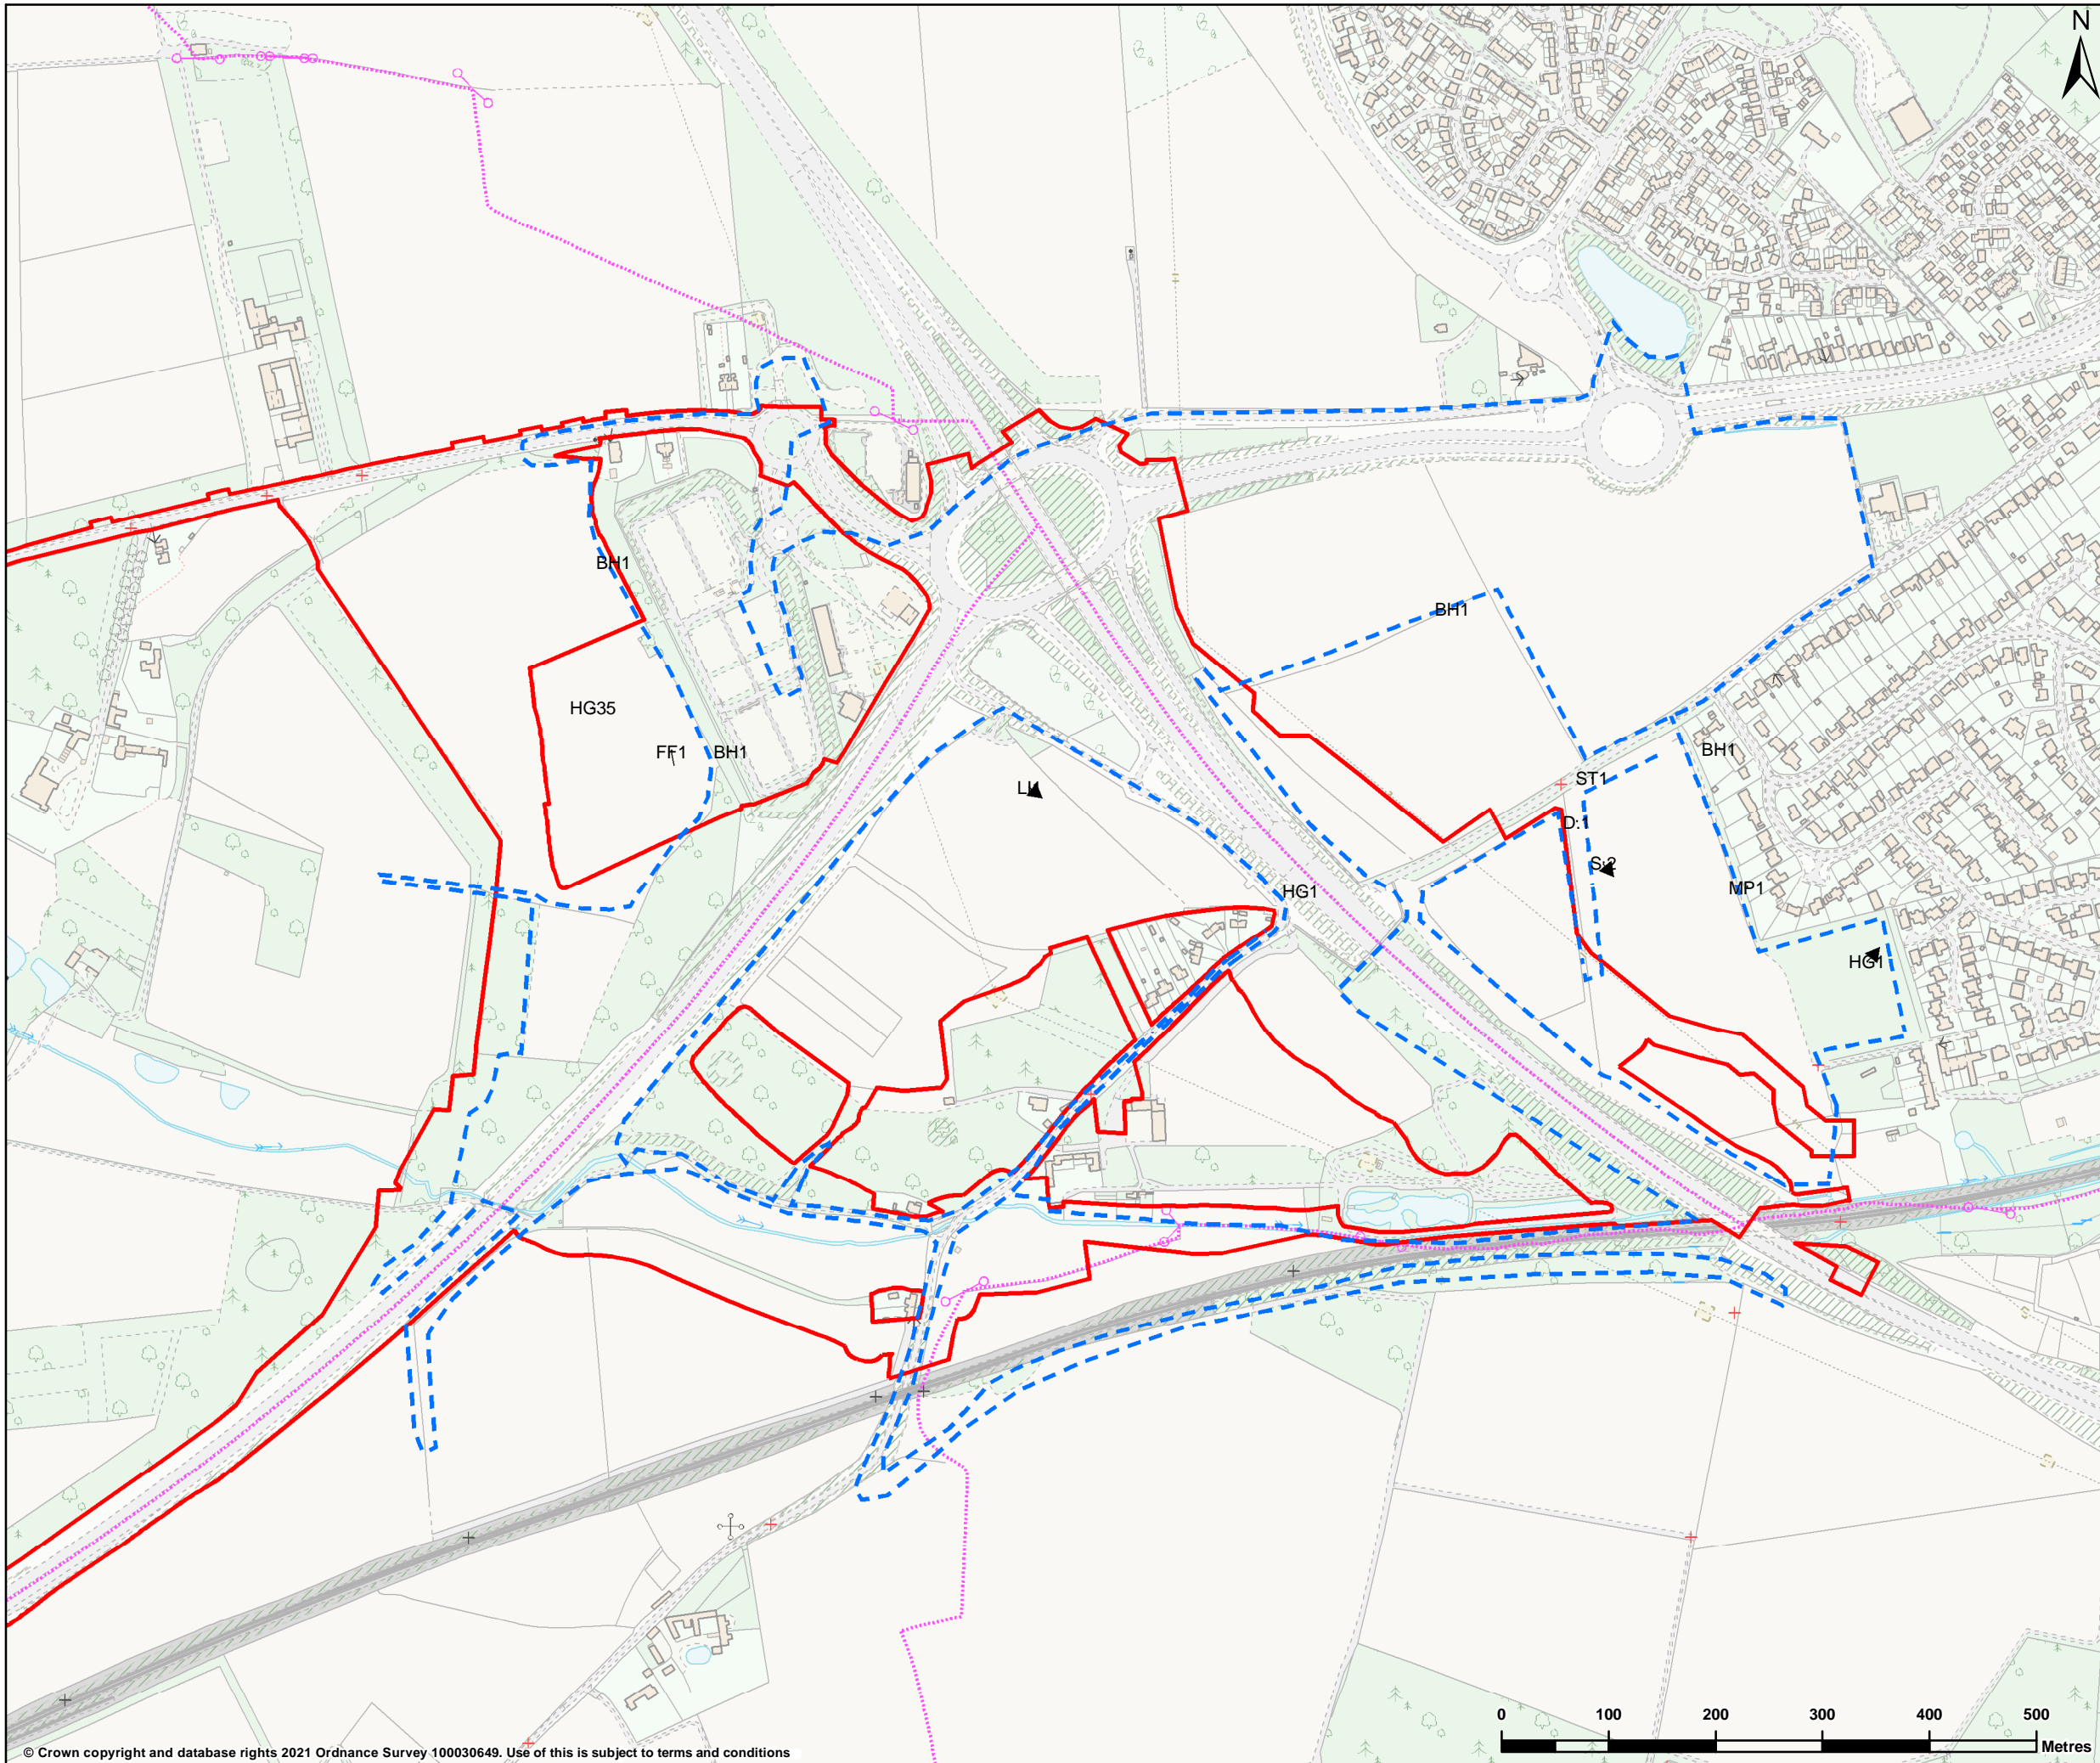 N
BH1
BH1
HG35
FF1
BH1
BH1
ST1
LI1
D:1
S:2
HG1
MP1
HG1
0 100 200 300 400 500
Metres
© Crown copyright and database rights 2021 Ordnance Survey 100030649. Use of this is subject to terms and conditions